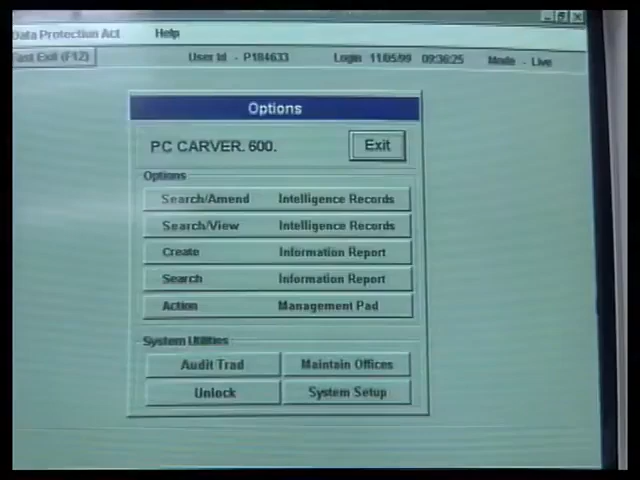 Data Protection Act Help
Fast Exit (F12) User Id - P184633 Login 11/05/99 09:36:25 Mode - Live
Options
PC CARVER. 600. Exit
Options
Search/Amend Intelligence Records
Search/View Intelligence Records
Create Information Report
Search Information Report
Action Management Pad
System Utilities
Audit Trad Maintain Offices
Unlock System Setup